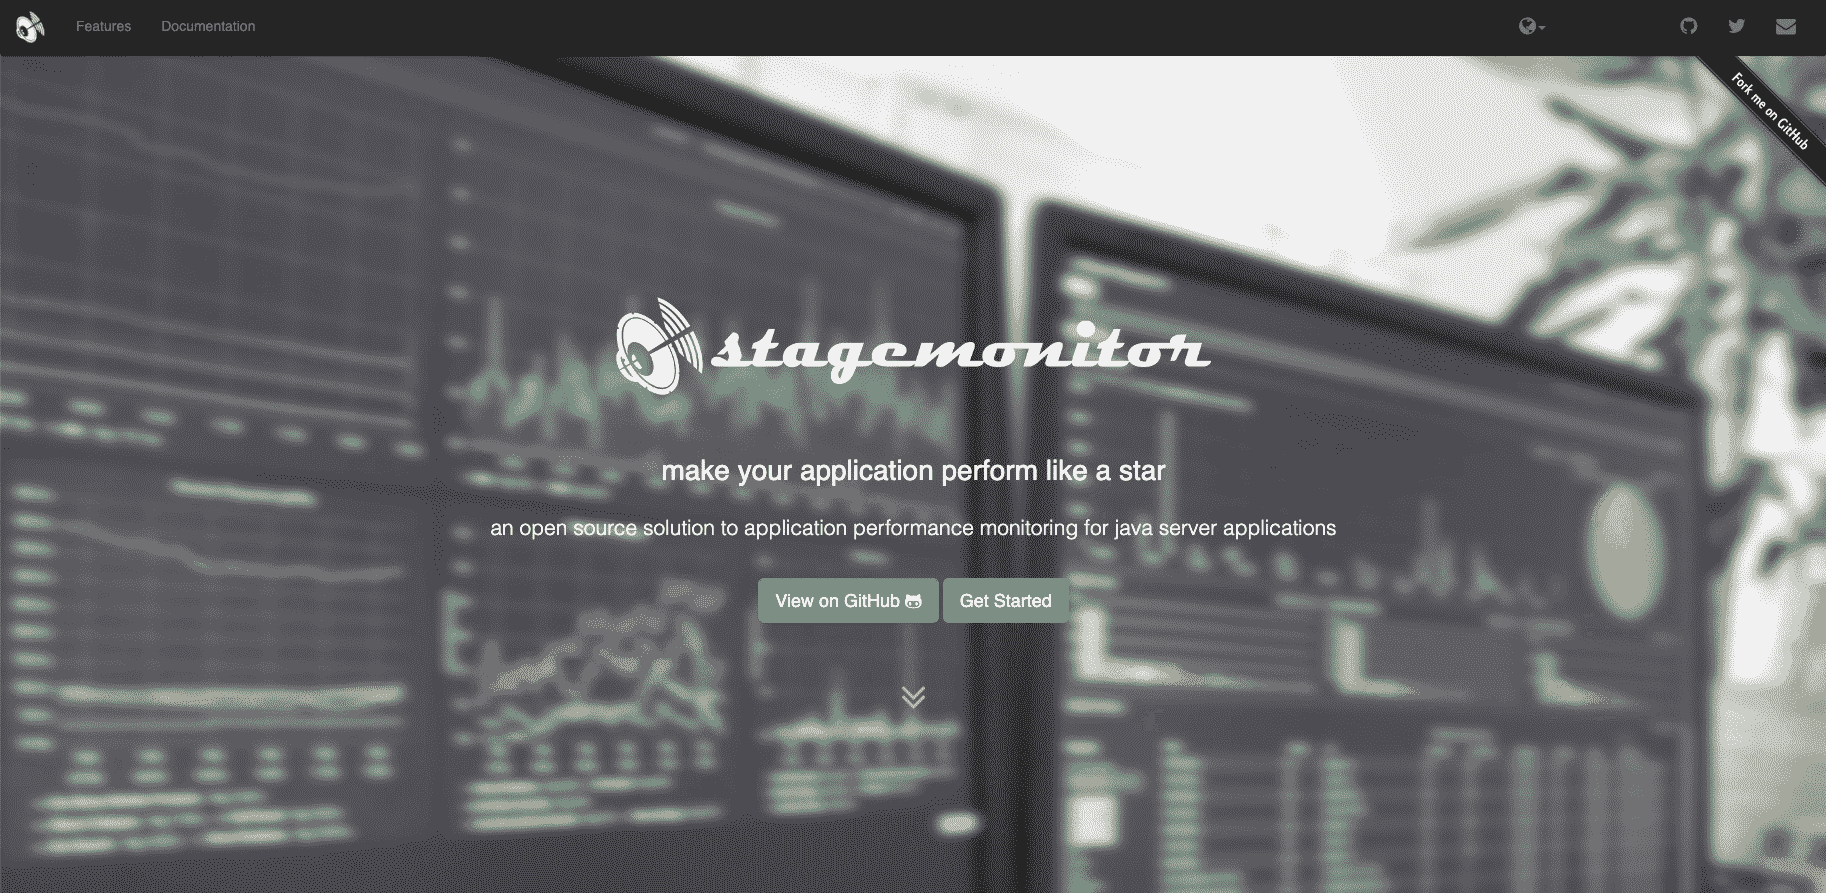 Features
Documentation
Fork me on GitHub
stagemonitor
make your application perform like a star
an open source solution to application performance monitoring for java server applications
View on GitHub
Get Started